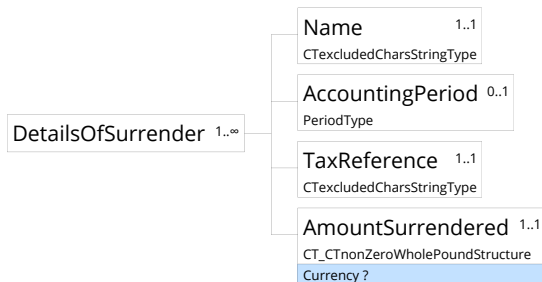 Name 1..1
CTexcludedCharsStringType
AccountingPeriod 0..1
PeriodType
DetailsOfSurrender 1..∞
TaxReference 1..1
CTexcludedCharsStringType
AmountSurrendered 1..1
CT_CTnonZeroWholePoundStructure
Currency ?